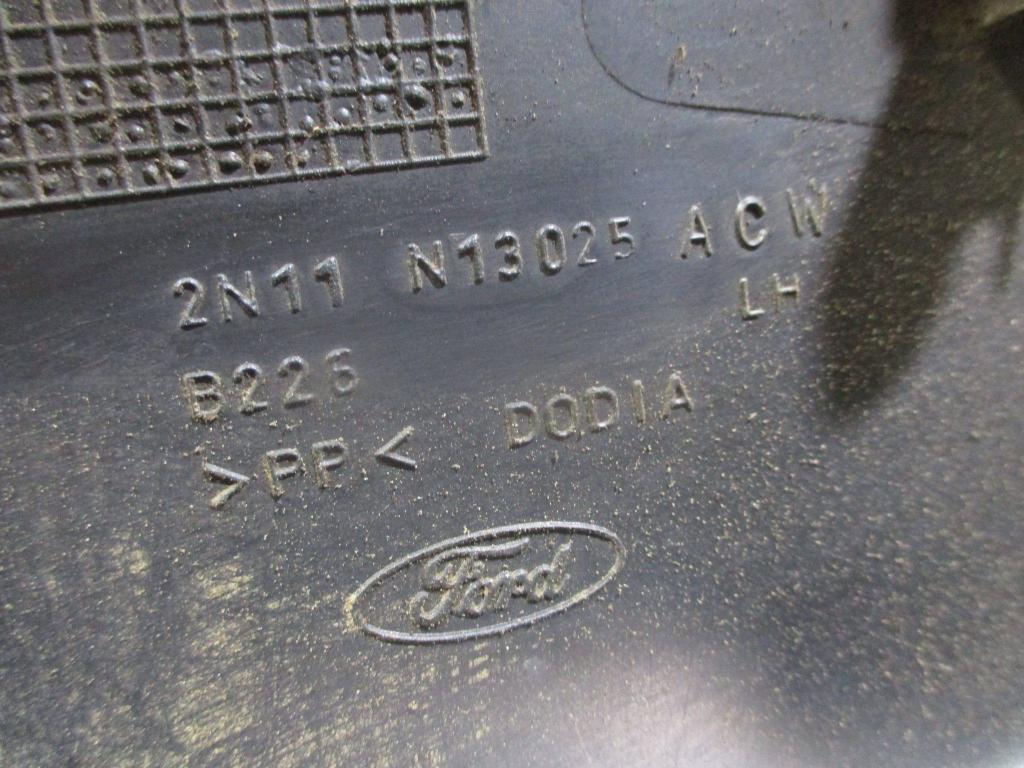 2N11 N13025 ACW
LH
B226
>PP< DODIA
Ford